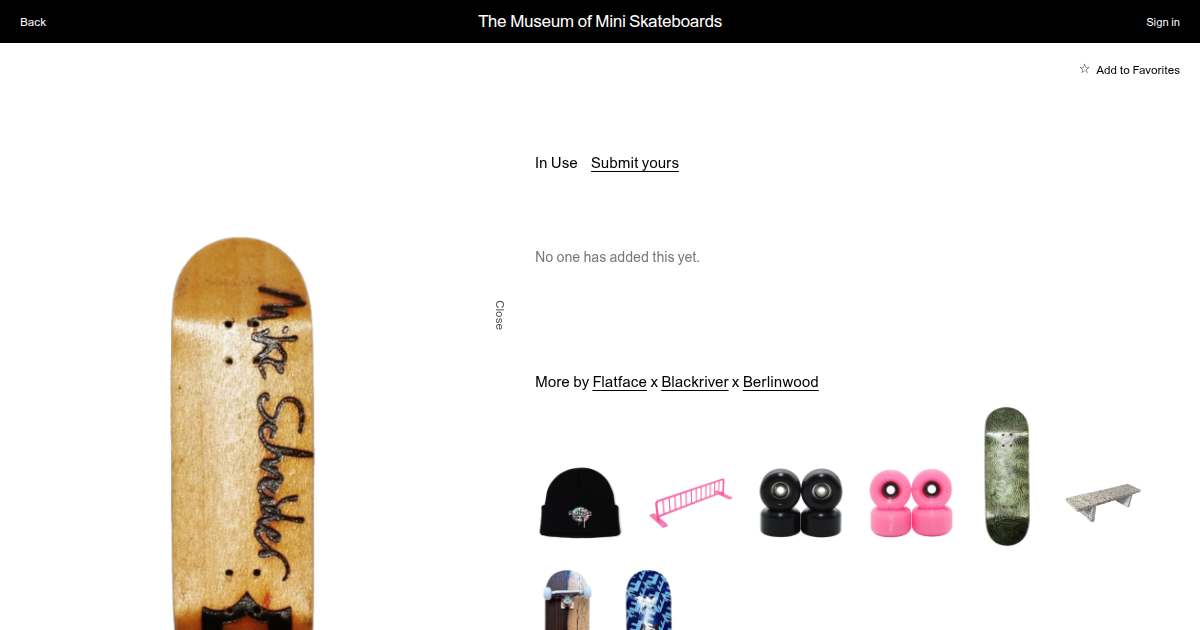 Back
The Museum of Mini Skateboards
Sign in
☆ Add to Favorites
In Use Submit yours
No one has added this yet.
Close
More by Flatface x Blackriver x Berlinwood
Mike Schneider